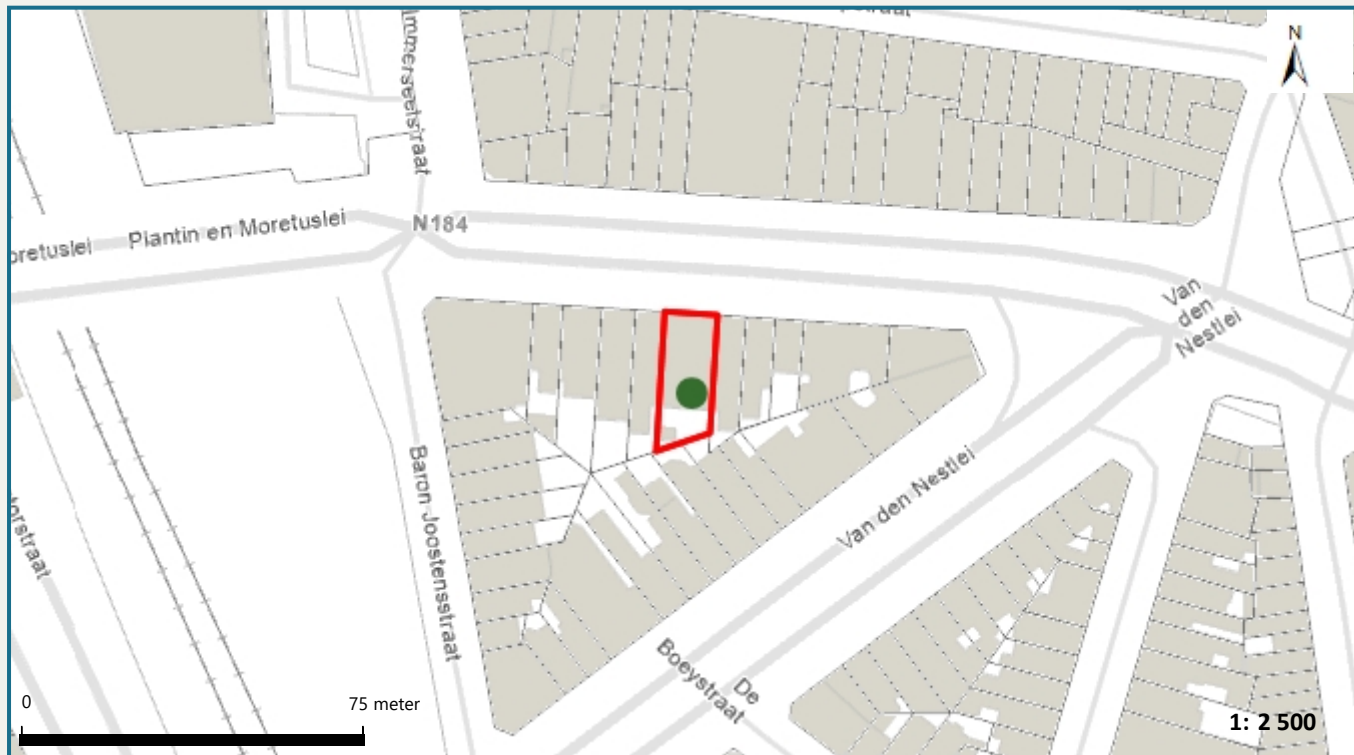 N
Immerseelstraat
N184
Plantin en Moretuslei
Van
den
Nestlei
Baron Joostensstraat
Van den Nestlei
De
Boeystraat
0
75 meter
1: 2 500